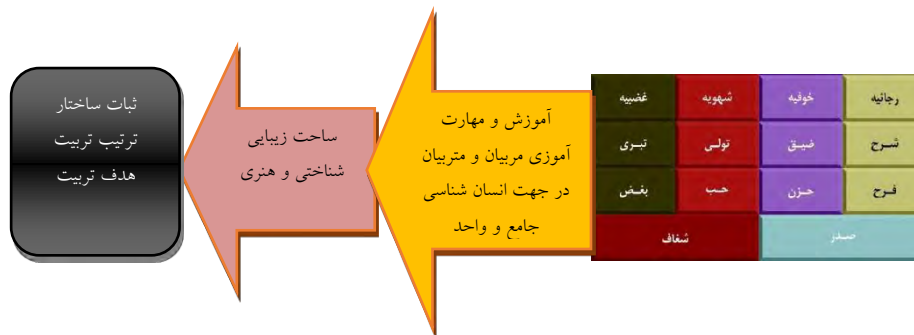 رجائیه
خوفیه
شهویه
غضبیه
شرح
ضیق
تولی
تبری
فرح
حزن
حب
بغض
صدر
شغاف
آموزش و مهارت
آموزی مربیان و متربیان
در جهت انسان شناسی
جامع و واحد
ساحت زیبایی
شناختی و هنری
ثبات ساختار
ترتیب تربیت
هدف تربیت